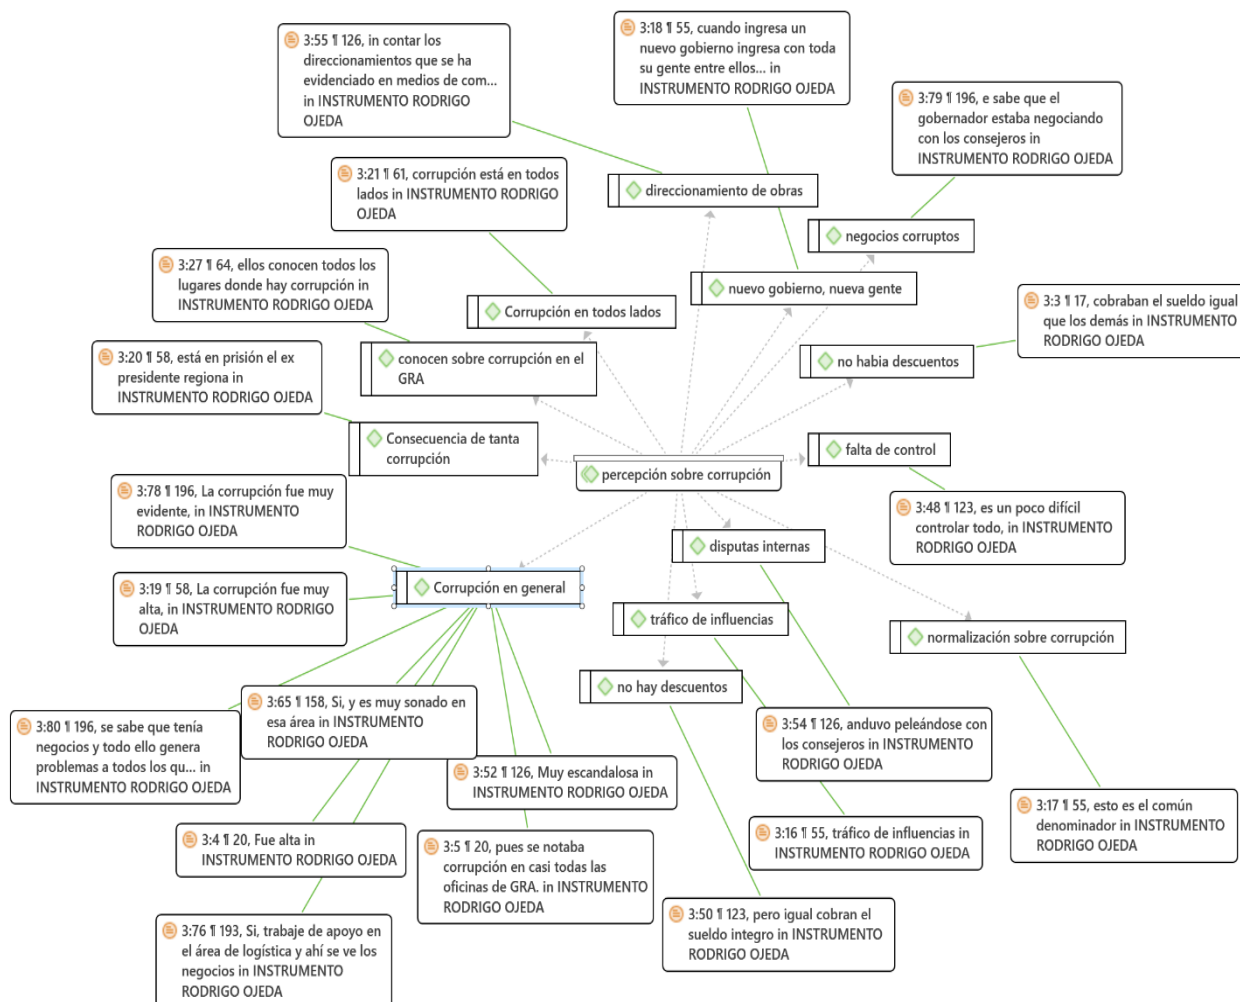 3:55 ¶ 126, in contar los
direccionamientos que se ha
evidenciado en medios de com...
in INSTRUMENTO RODRIGO
OJEDA
3:18 ¶ 55, cuando ingresa un
nuevo gobierno ingresa con toda
su gente entre ellos... in
INSTRUMENTO RODRIGO OJEDA
3:79 ¶ 196, e sabe que el
gobernador estaba negociando
con los consejeros in
INSTRUMENTO RODRIGO OJEDA
3:21 ¶ 61, corrupción está en todos
lados in INSTRUMENTO RODRIGO
OJEDA
direccionamiento de obras
negocios corruptos
3:27 ¶ 64, ellos conocen todos los
lugares donde hay corrupción in
INSTRUMENTO RODRIGO OJEDA
nuevo gobierno, nueva gente
Corrupción en todos lados
3:3 ¶ 17, cobraban el sueldo igual
que los demás in INSTRUMENTO
RODRIGO OJEDA
conocen sobre corrupción en el
GRA
no habia descuentos
3:20 ¶ 58, está en prisión el ex
presidente regiona in
INSTRUMENTO RODRIGO OJEDA
Consecuencia de tanta
corrupción
falta de control
percepción sobre corrupción
3:78 ¶ 196, La corrupción fue muy
evidente, in INSTRUMENTO
RODRIGO OJEDA
3:48 ¶ 123, es un poco difícil
controlar todo, in INSTRUMENTO
RODRIGO OJEDA
disputas internas
Corrupción en general
3:19 ¶ 58, La corrupción fue muy
alta, in INSTRUMENTO RODRIGO
OJEDA
tráfico de influencias
normalización sobre corrupción
no hay descuentos
3:65 ¶ 158, Si, y es muy sonado en
esa área in INSTRUMENTO
RODRIGO OJEDA
3:80 ¶ 196, se sabe que tenía
negocios y todo ello genera
problemas a todos los qu... in
INSTRUMENTO RODRIGO OJEDA
3:54 ¶ 126, anduvo peleándose con
los consejeros in INSTRUMENTO
RODRIGO OJEDA
3:52 ¶ 126, Muy escandalosa in
INSTRUMENTO RODRIGO OJEDA
3:17 ¶ 55, esto es el común
denominador in INSTRUMENTO
RODRIGO OJEDA
3:4 ¶ 20, Fue alta in
INSTRUMENTO RODRIGO OJEDA
3:16 ¶ 55, tráfico de influencias in
INSTRUMENTO RODRIGO OJEDA
3:5 ¶ 20, pues se notaba
corrupción en casi todas las
oficinas de GRA. in INSTRUMENTO
RODRIGO OJEDA
3:50 ¶ 123, pero igual cobran el
sueldo integro in INSTRUMENTO
RODRIGO OJEDA
3:76 ¶ 193, Si, trabaje de apoyo en
el área de logística y ahí se ve los
negocios in INSTRUMENTO
RODRIGO OJEDA